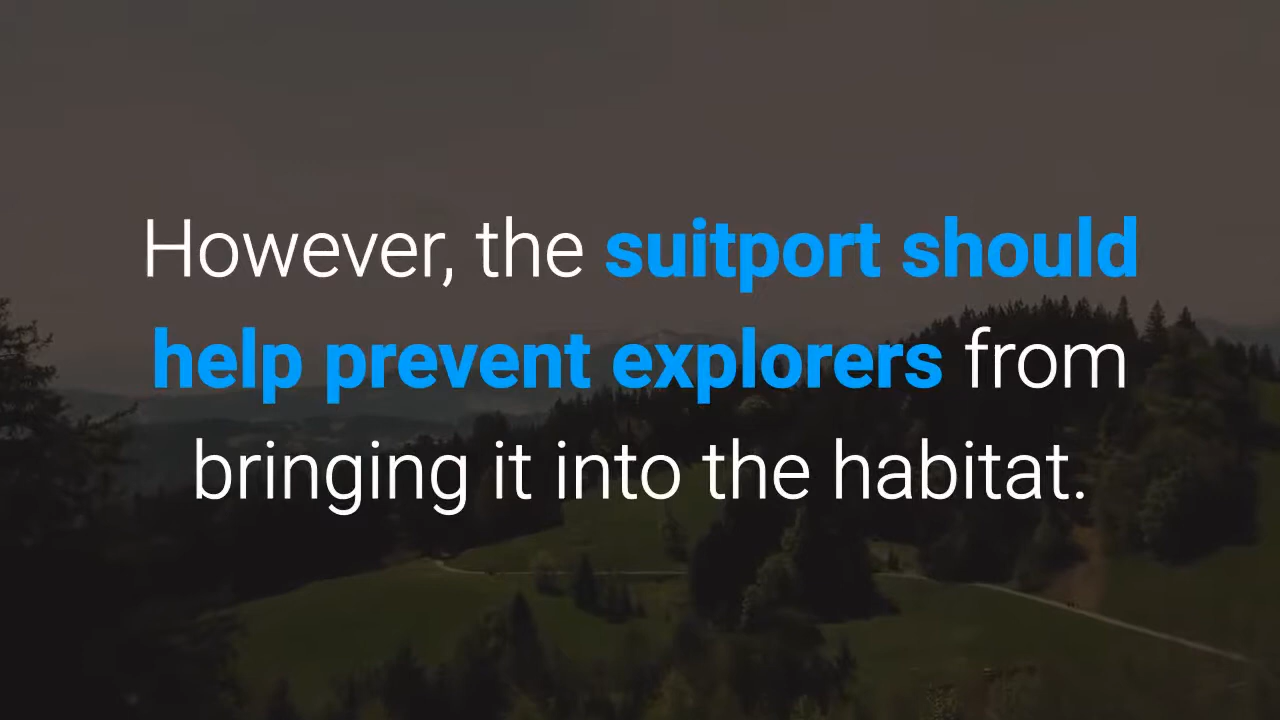 However, the suitport should
help prevent explorers from
bringing it into the habitat.